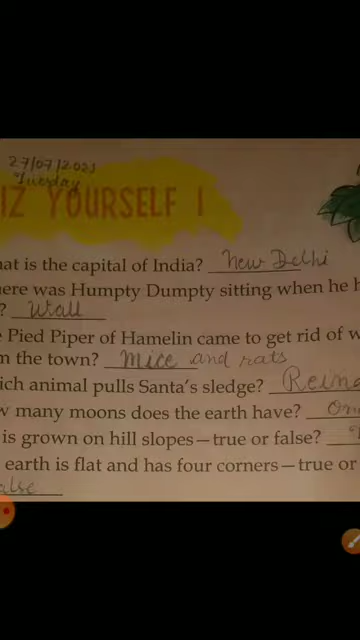 27/07/2021
Tuesday
IZ YOURSELF 1
hat is the capital of India? New Delhi
here was Humpty Dumpty sitting when he h
? Wall
e Pied Piper of Hamelin came to get rid of w
m the town? Mice and rats
ich animal pulls Santa's sledge? Rein
w many moons does the earth have? On
is grown on hill slopes—true or false?
earth is flat and has four corners—true or
alse